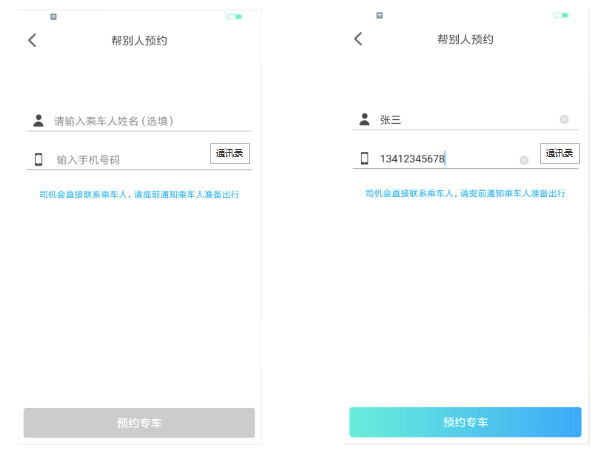 帮别人预约
请输入乘车人姓名(选填)
输入手机号码
通讯录
司机会直接联系乘车人,请提前通知乘车人准备出行
预约专车
帮别人预约
张三
13412345678
通讯录
司机会直接联系乘车人,请提前通知乘车人准备出行
预约专车